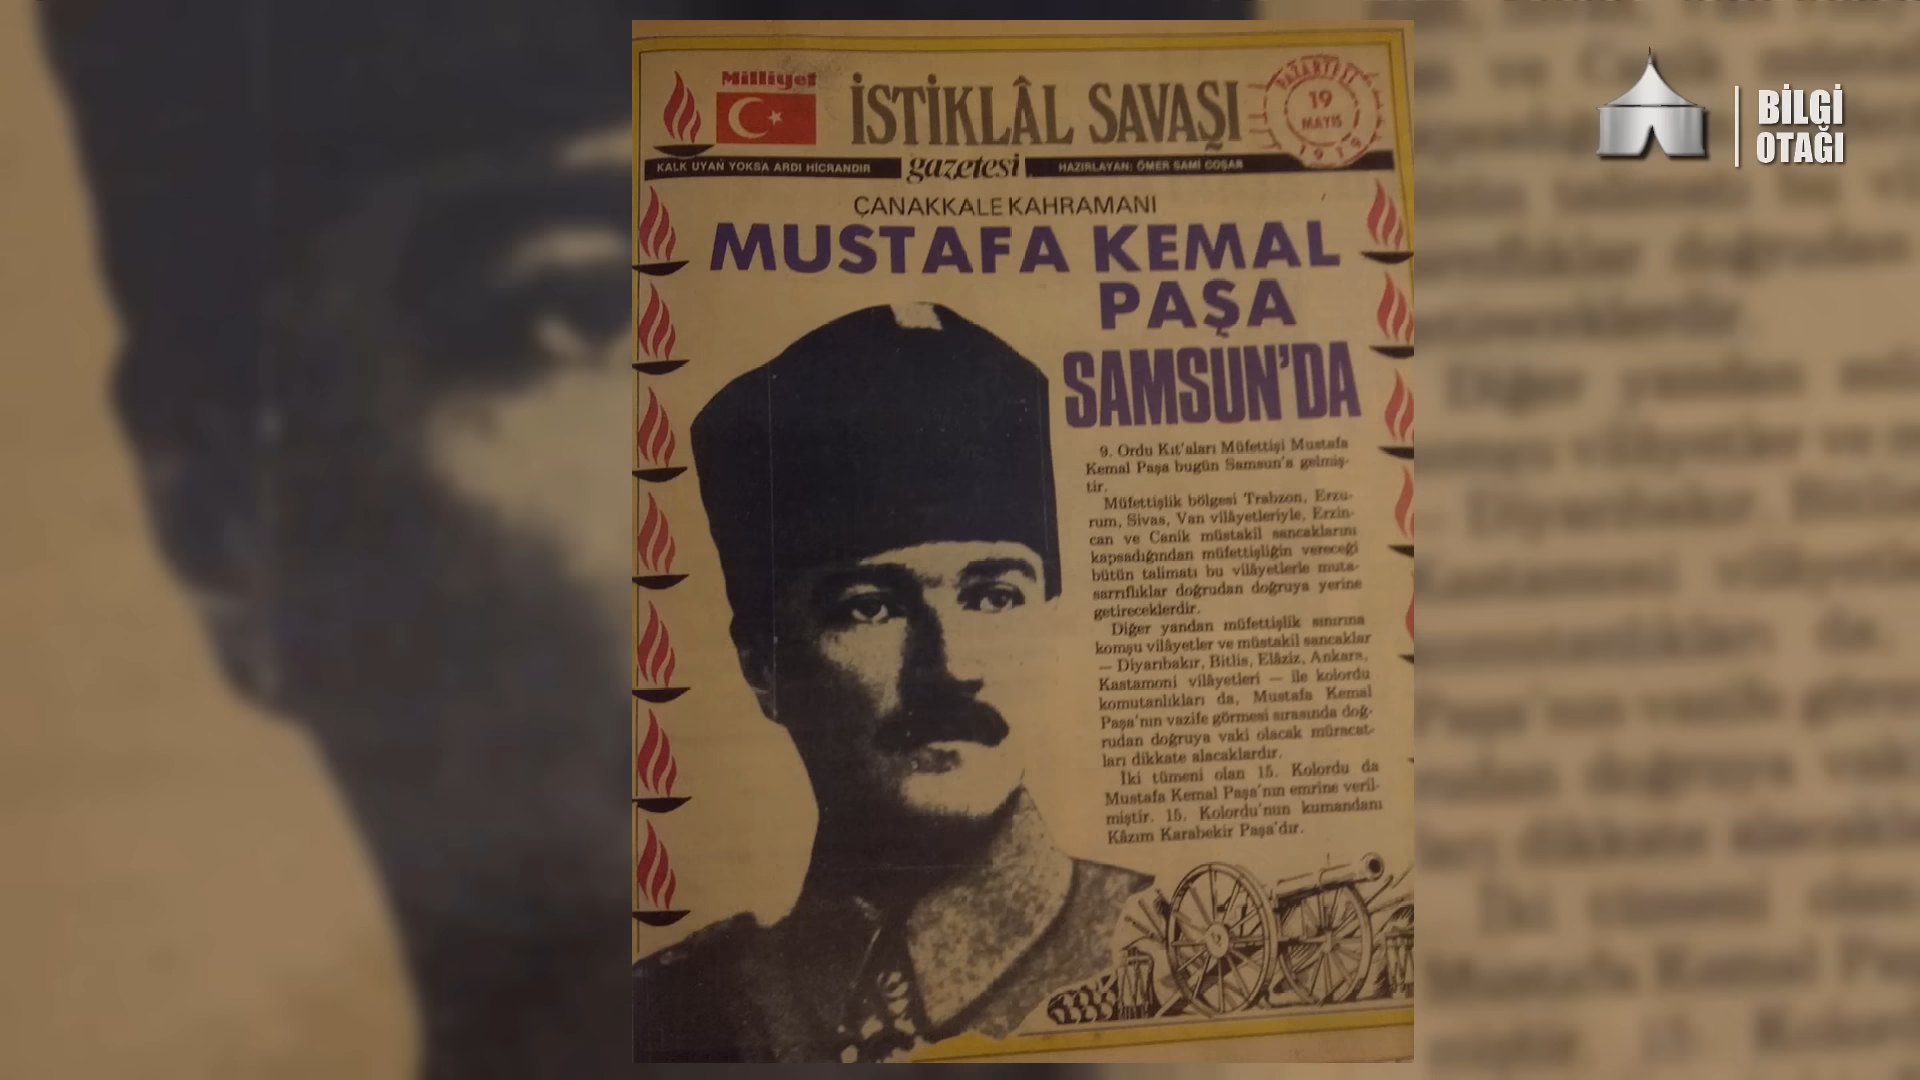 Milliyet
İSTİKLÂL SAVAŞI
PAZARTESİ
19
MAYIS
1919
KALK UYAN YOKSA ARDI HİCRANDIR
gazetesi
HAZIRLAYAN: ÖMER SAMİ COŞAR
ÇANAKKALE KAHRAMANI
MUSTAFA KEMAL
PAŞA
SAMSUN'DA
9. Ordu Kıt'aları Müfettişi Mustafa
Kemal Paşa bugün Samsun'a gelmiş-
tir.
Müfettişlik bölgesi Trabzon, Erzu-
rum, Sivas, Van vilâyetleriyle, Erzin-
can ve Canik müstakil sancaklarını
kapsadığından müfettişliğin vereceği
bütün talimatı bu vilâyetlerle muta-
sarrıflıklar doğrudan doğruya yerine
getireceklerdir.
Diğer yandan müfettişlik sınırına
komşu vilâyetler ve müstakil sancaklar
— Diyarıbakır, Bitlis, Elâziz, Ankara,
Kastamoni vilâyetleri — ile kolordu
komutanlıkları da, Mustafa Kemal
Paşa'nın vazife görmesi sırasında doğ-
rudan doğruya vaki olacak müracat-
ları dikkate alacaklardır.
İki tümeni olan 15. Kolordu da
Mustafa Kemal Paşa'nın emrine veril-
miştir. 15. Kolordu'nun kumandanı
Kâzım Karabekir Paşa'dır.
BİLGİ
OTAĞI